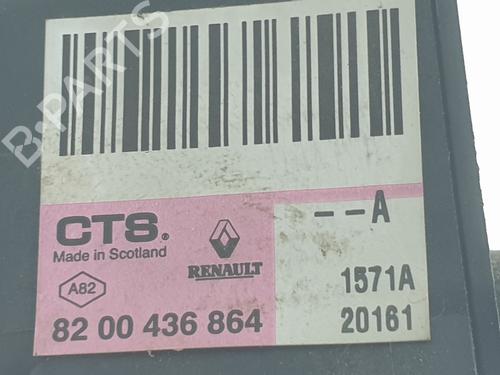 B-PARTS
--A
CTS®
Made in Scotland
RENAULT
A82
1571A
82 00 436 864
20161